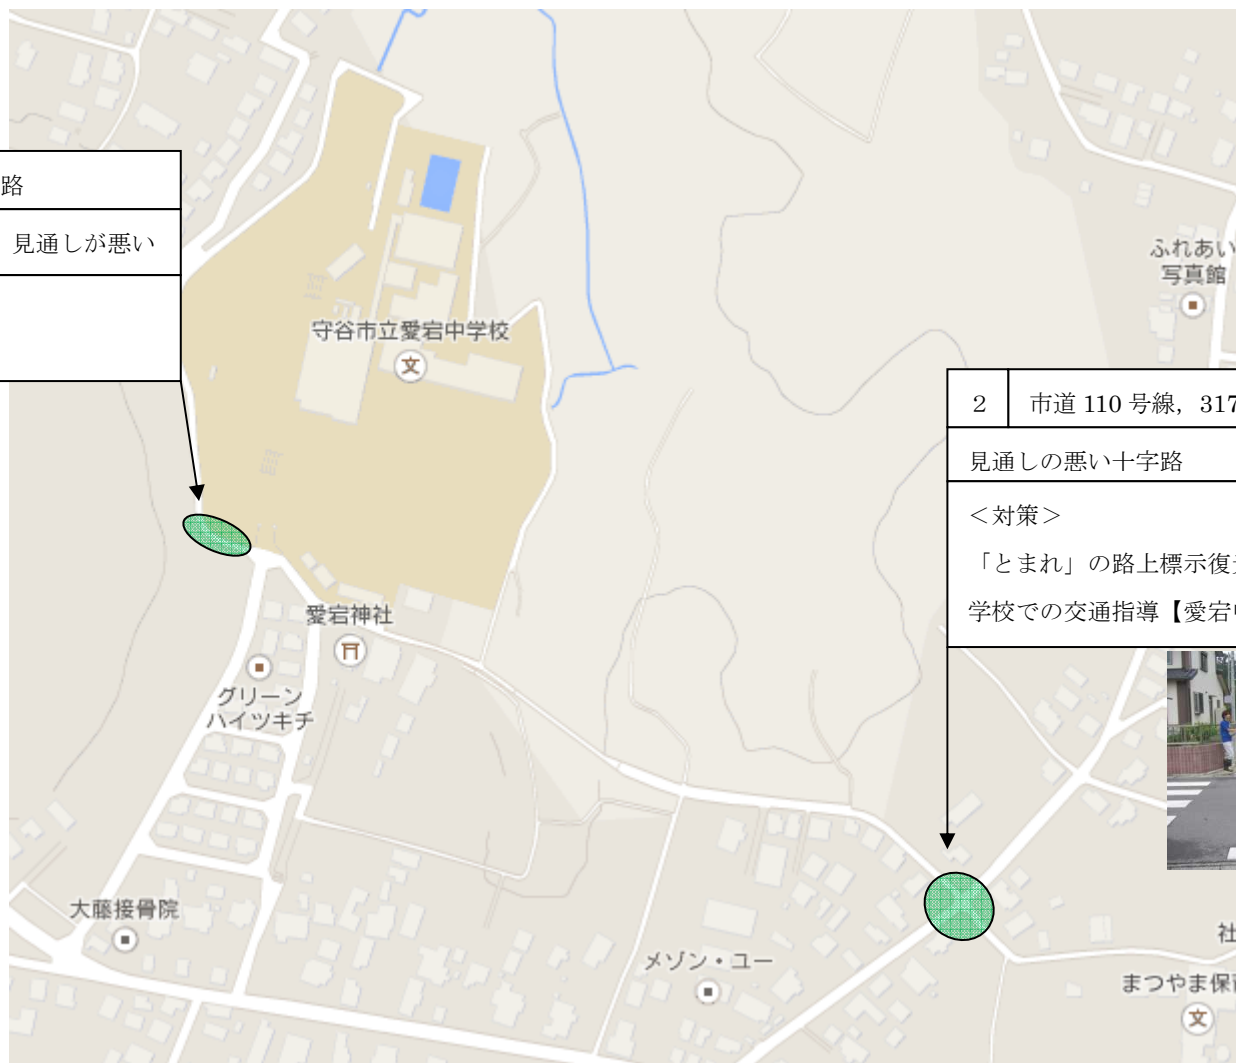 路
見通しが悪い
ふれあい
写真館
守谷市立愛宕中学校
文
2 市道 110 号線，317
見通しの悪い十字路
＜対策＞
「とまれ」の路上標示復
学校での交通指導【愛宕
愛宕神社
グリーン
ハイツキチ
大藤接骨院
メゾン・ユー
社
まつやま保
文